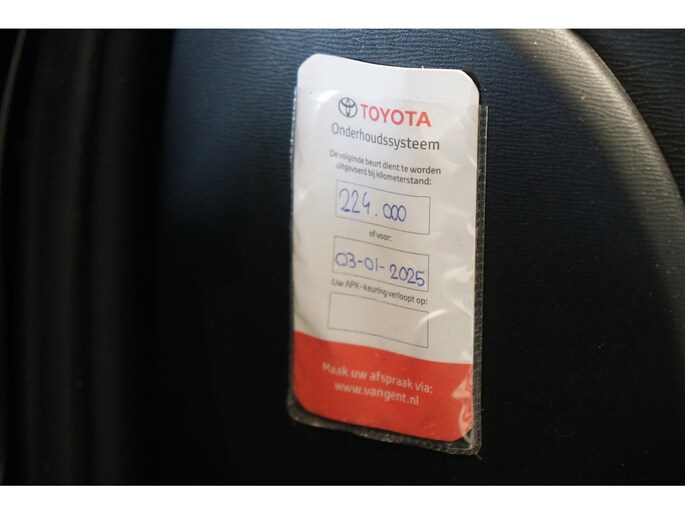 TOYOTA
Onderhoudssysteem
De volgende beurt dient te worden
uitgevoerd bij kilometerstand:
224.000
of voor:
03-01-2025
Uw APK-keuring verloopt op:
Maak uw afspraak via:
www.vangent.nl